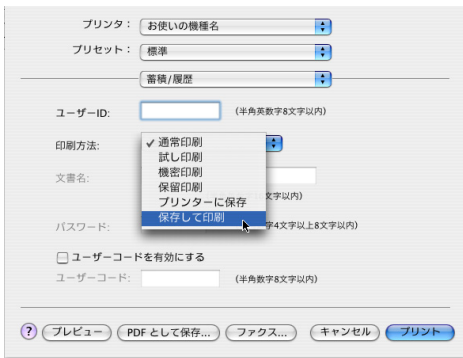 プリンタ： お使いの機種名
プリセット： 標準
蓄積/履歴
ユーザーID: (半角英数字8文字以内)
印刷方法: ✓ 通常印刷
試し印刷
機密印刷
保留印刷
プリンターに保存
保存して印刷
文書名:
文字以内)
パスワード: 字4文字以上8文字以内)
ユーザーコードを有効にする
ユーザーコード: (半角数字8文字以内)
? プレビュー PDF として保存... ファクス... キャンセル プリント